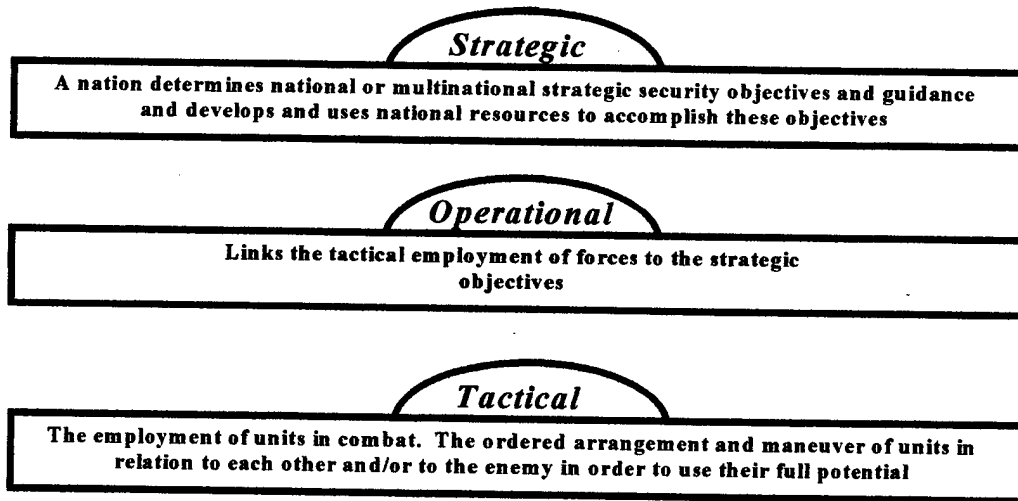 Strategic
A nation determines national or multinational strategic security objectives and guidance
and develops and uses national resources to accomplish these objectives
Operational
Links the tactical employment of forces to the strategic
objectives
Tactical
The employment of units in combat. The ordered arrangement and maneuver of units in
relation to each other and/or to the enemy in order to use their full potential